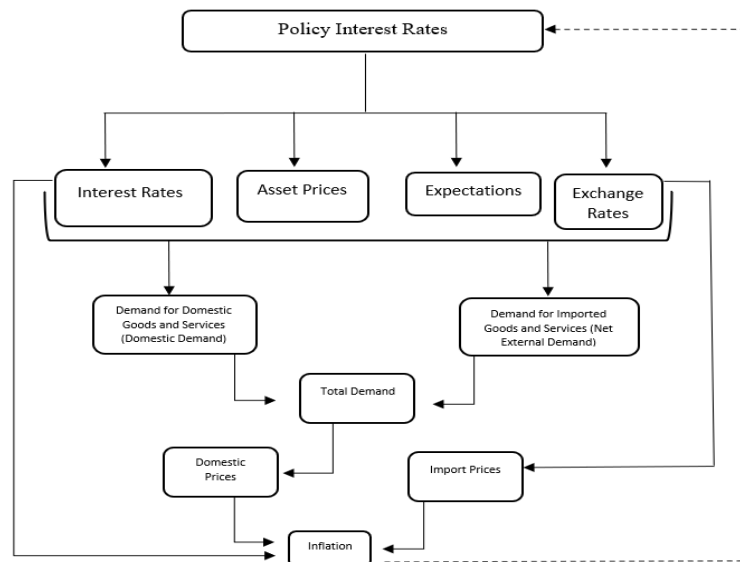 Policy Interest Rates
Interest Rates
Asset Prices
Expectations
Exchange
Rates
Demand for Domestic
Goods and Services
(Domestic Demand)
Demand for Imported
Goods and Services (Net
External Demand)
Total Demand
Domestic
Prices
Import Prices
Inflation